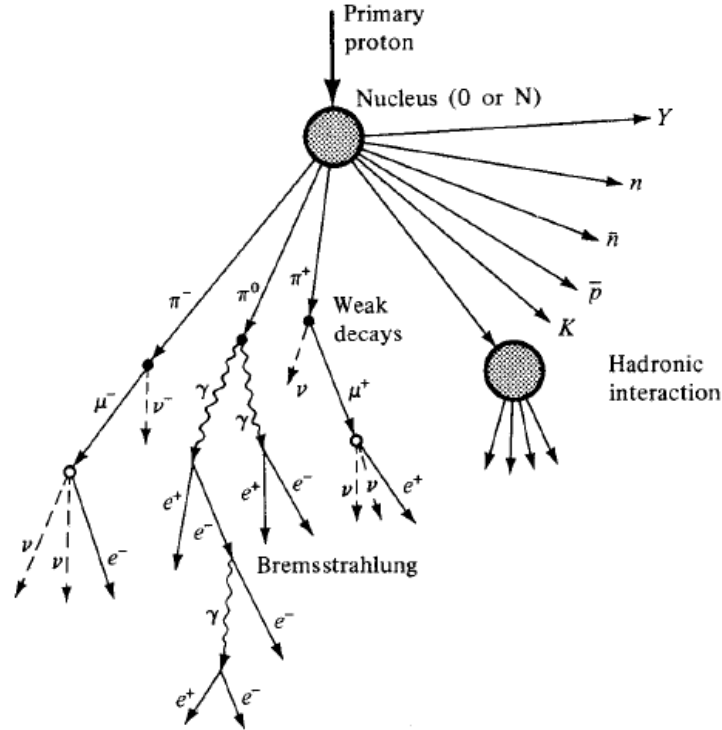 Primary
proton
Nucleus (0 or N)
Y
n
n̄
p̄
K
π⁻
π⁰
π⁺
Weak
decays
Hadronic
interaction
μ⁻
ν⁻
γ
γ
ν
μ⁺
ν
ν
e⁻
e⁺
e⁻
e⁺
e⁻
ν
ν
e⁺
Bremsstrahlung
γ
e⁻
e⁺
e⁻